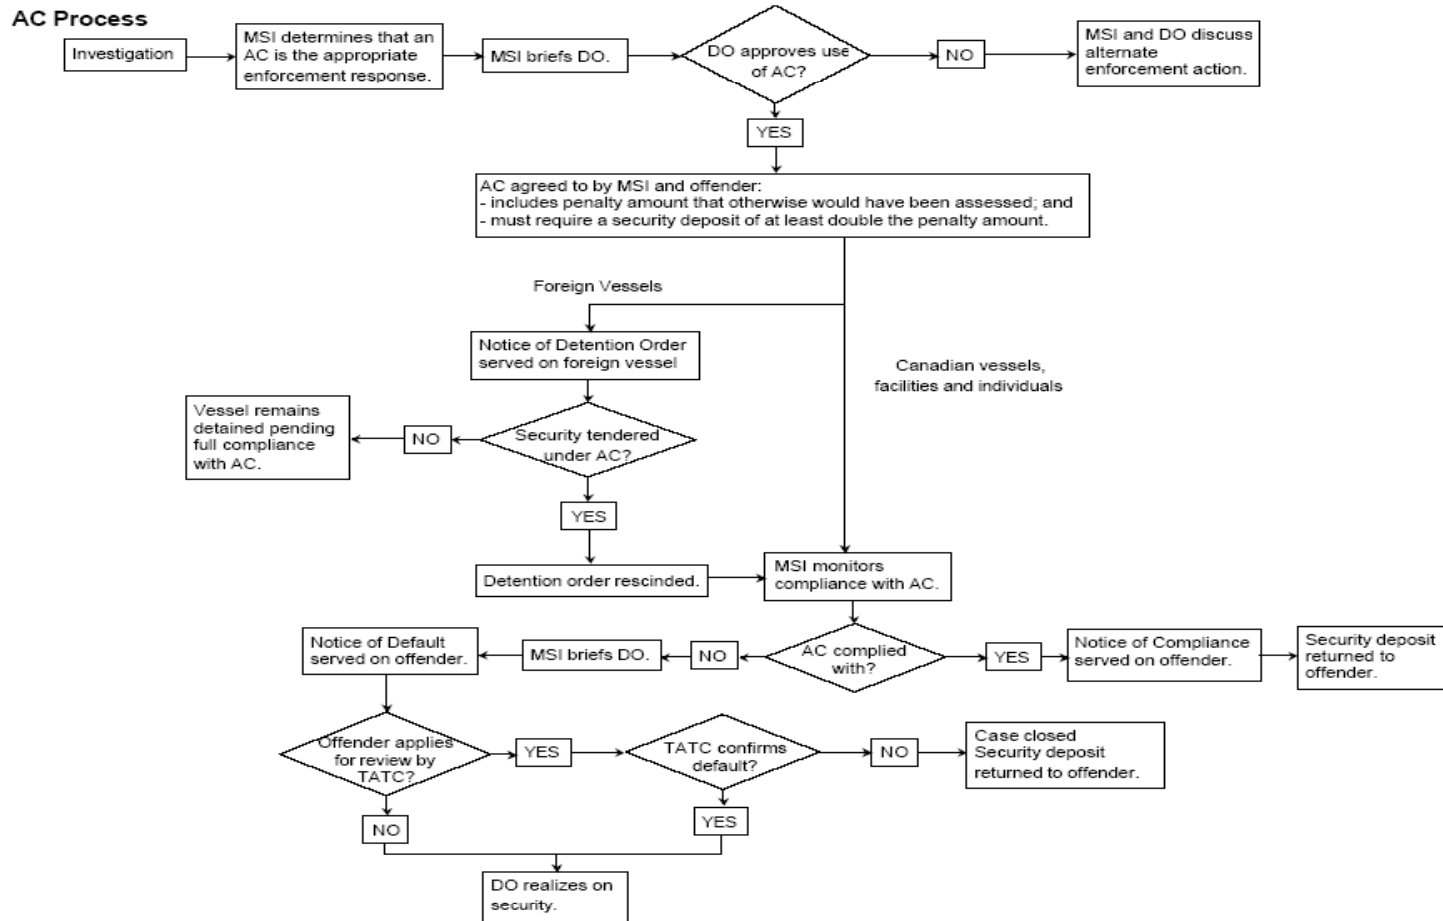 AC Process
Investigation
MSI determines that an
AC is the appropriate
enforcement response.
MSI briefs DO.
DO approves use
of AC?
NO
MSI and DO discuss
alternate
enforcement action.
YES
AC agreed to by MSI and offender:
- includes penalty amount that otherwise would have been assessed; and
- must require a security deposit of at least double the penalty amount.
Foreign Vessels
Notice of Detention Order
served on foreign vessel
Canadian vessels,
facilities and individuals
Vessel remains
detained pending
full compliance
with AC.
NO
Security tendered
under AC?
YES
Detention order rescinded.
MSI monitors
compliance with AC.
Notice of Default
served on offender.
MSI briefs DO.
NO
AC complied
with?
YES
Notice of Compliance
served on offender.
Security deposit
returned to
offender.
Offender applies
for review by
TATC?
YES
TATC confirms
default?
NO
Case closed
Security deposit
returned to offender.
NO
YES
DO realizes on
security.